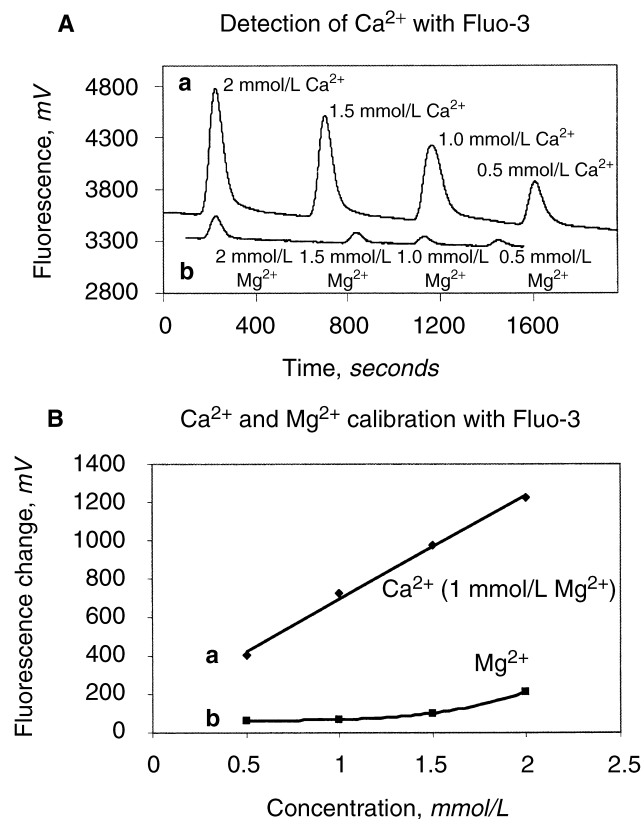 A
Detection of Ca²⁺ with Fluo-3
Fluorescence, mV
4800
4300
3800
3300
2800
a
2 mmol/L Ca²⁺
1.5 mmol/L Ca²⁺
1.0 mmol/L Ca²⁺
0.5 mmol/L Ca²⁺
b
2 mmol/L
Mg²⁺
1.5 mmol/L
Mg²⁺
1.0 mmol/L
Mg²⁺
0.5 mmol/L
Mg²⁺
0 400 800 1200 1600
Time, seconds
B
Ca²⁺ and Mg²⁺ calibration with Fluo-3
Fluorescence change, mV
1400
1200
1000
800
600
400
200
0
Ca²⁺ (1 mmol/L Mg²⁺)
a
Mg²⁺
b
0 0.5 1 1.5 2 2.5
Concentration, mmol/L